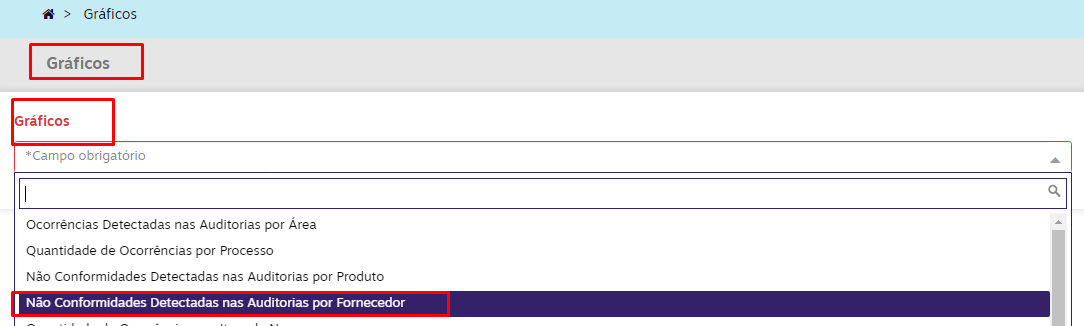 > Gráficos
Gráficos
Gráficos
*Campo obrigatório
Ocorrências Detectadas nas Auditorias por Área
Quantidade de Ocorrências por Processo
Não Conformidades Detectadas nas Auditorias por Produto
Não Conformidades Detectadas nas Auditorias por Fornecedor